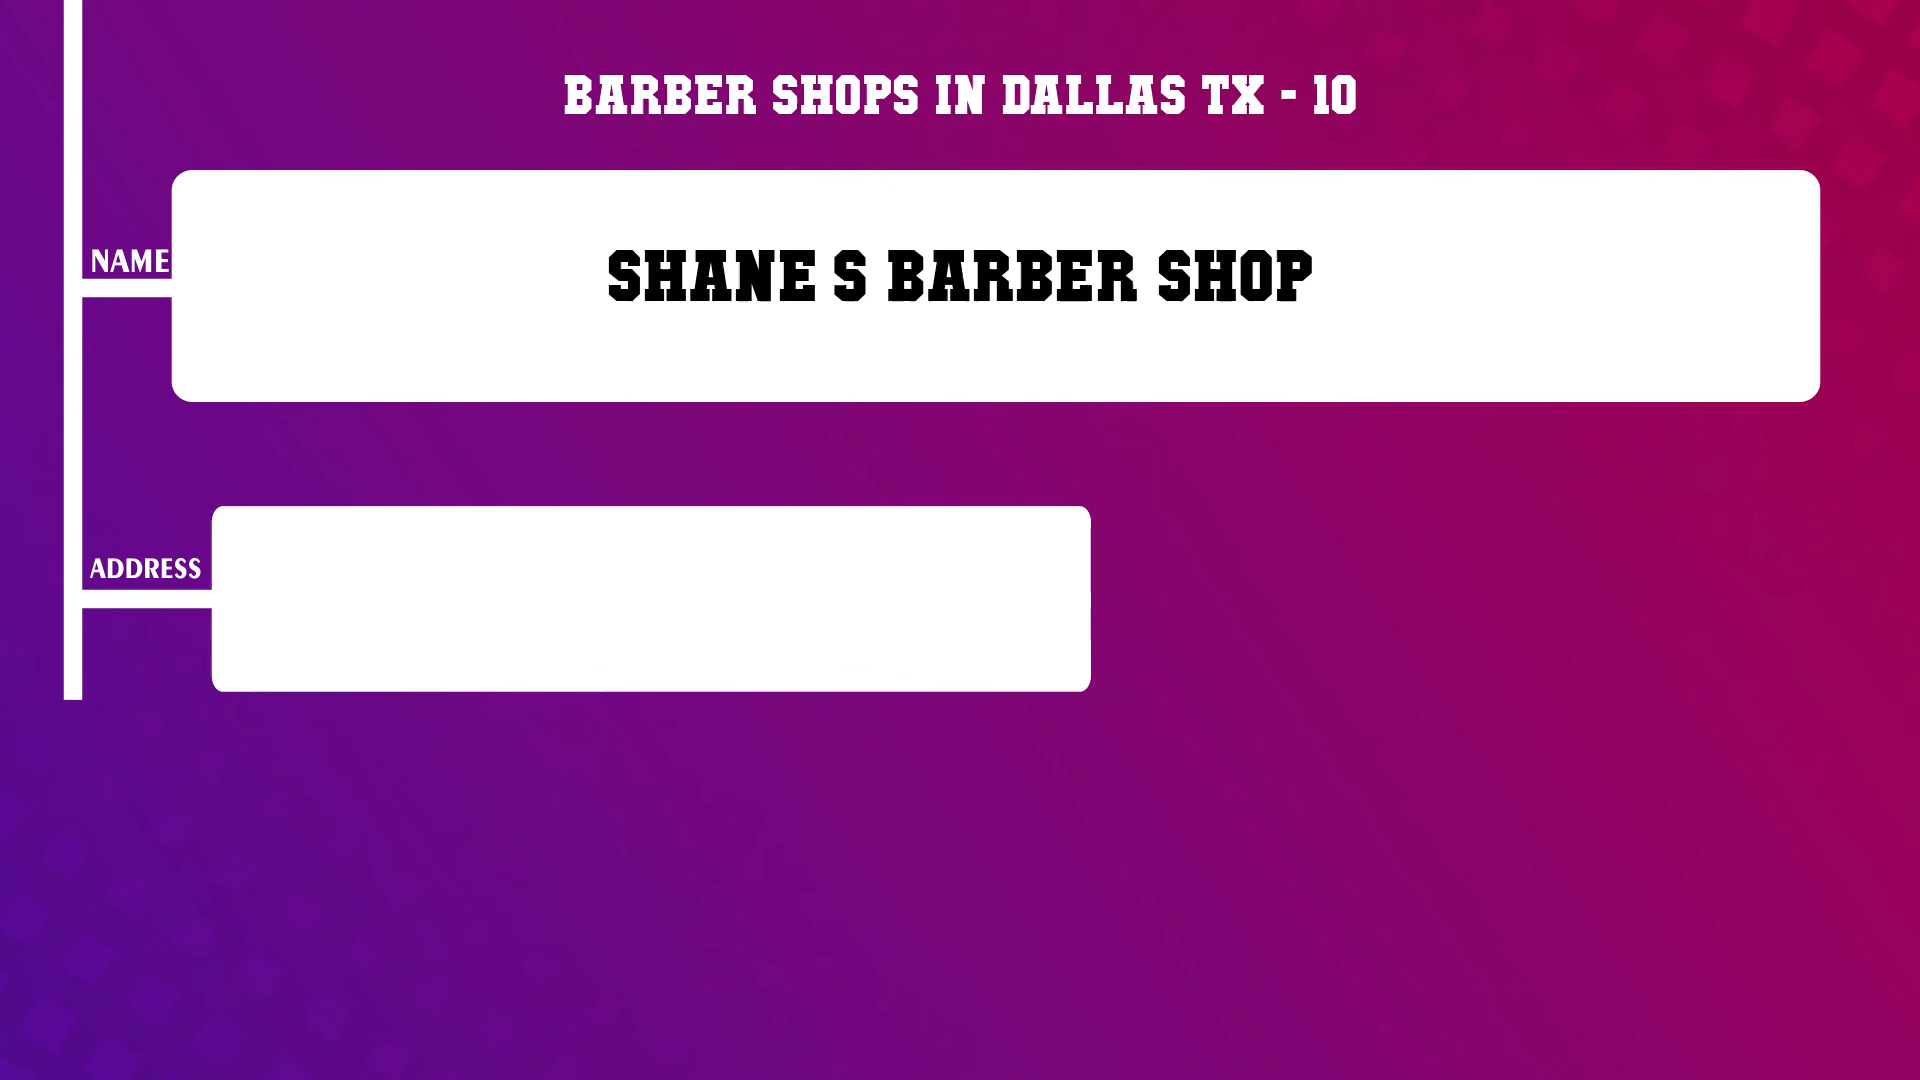 BARBER SHOPS IN DALLAS TX - 10
NAME
SHANE S BARBER SHOP
ADDRESS